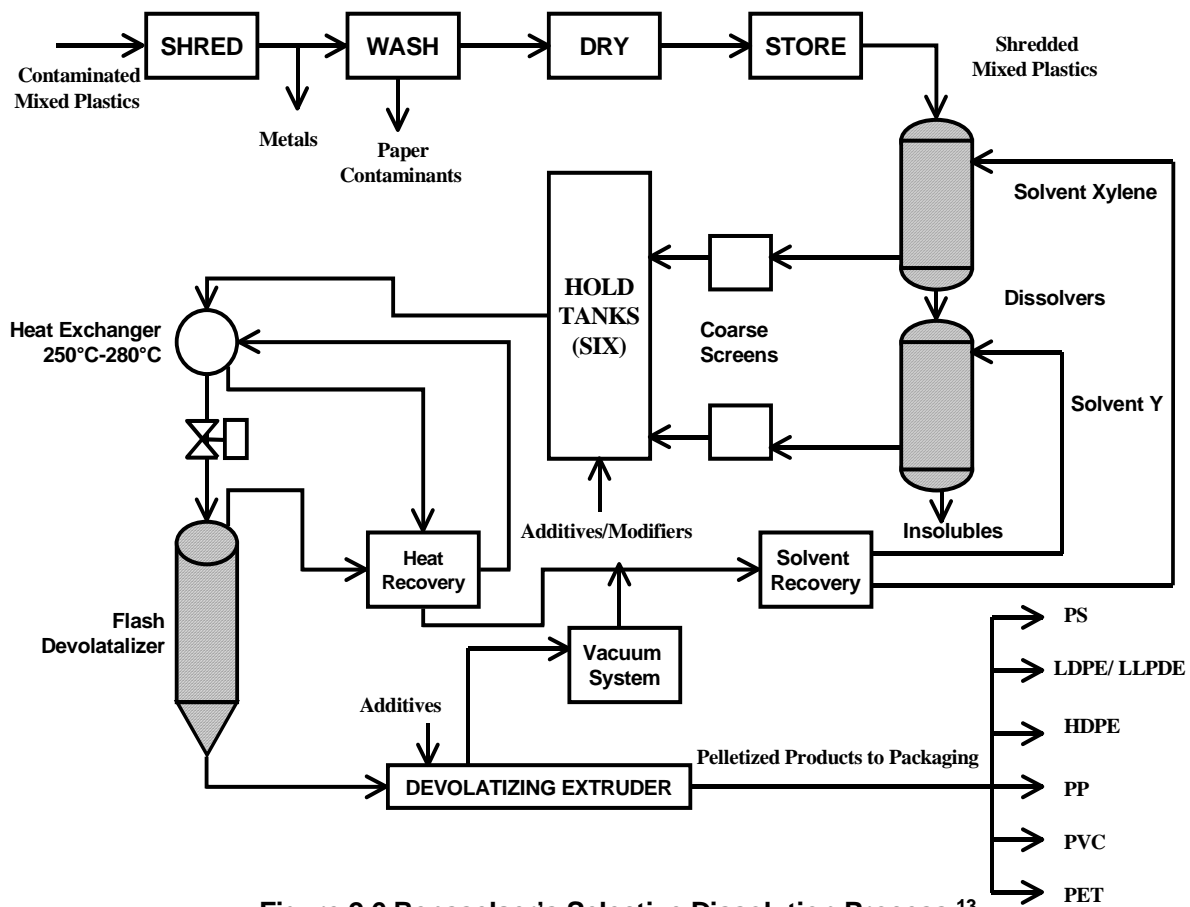 SHRED
WASH
DRY
STORE
Shredded
Mixed Plastics
Contaminated
Mixed Plastics
Metals
Paper
Contaminants
Solvent Xylene
HOLD
TANKS
(SIX)
Dissolvers
Coarse
Screens
Heat Exchanger
250°C-280°C
Solvent Y
Additives/Modifiers
Insolubles
Heat
Recovery
Solvent
Recovery
Flash
Devolatalizer
Vacuum
System
Additives
Pelletized Products to Packaging
DEVOLATIZING EXTRUDER
PS
LDPE/ LLPDE
HDPE
PP
PVC
PET